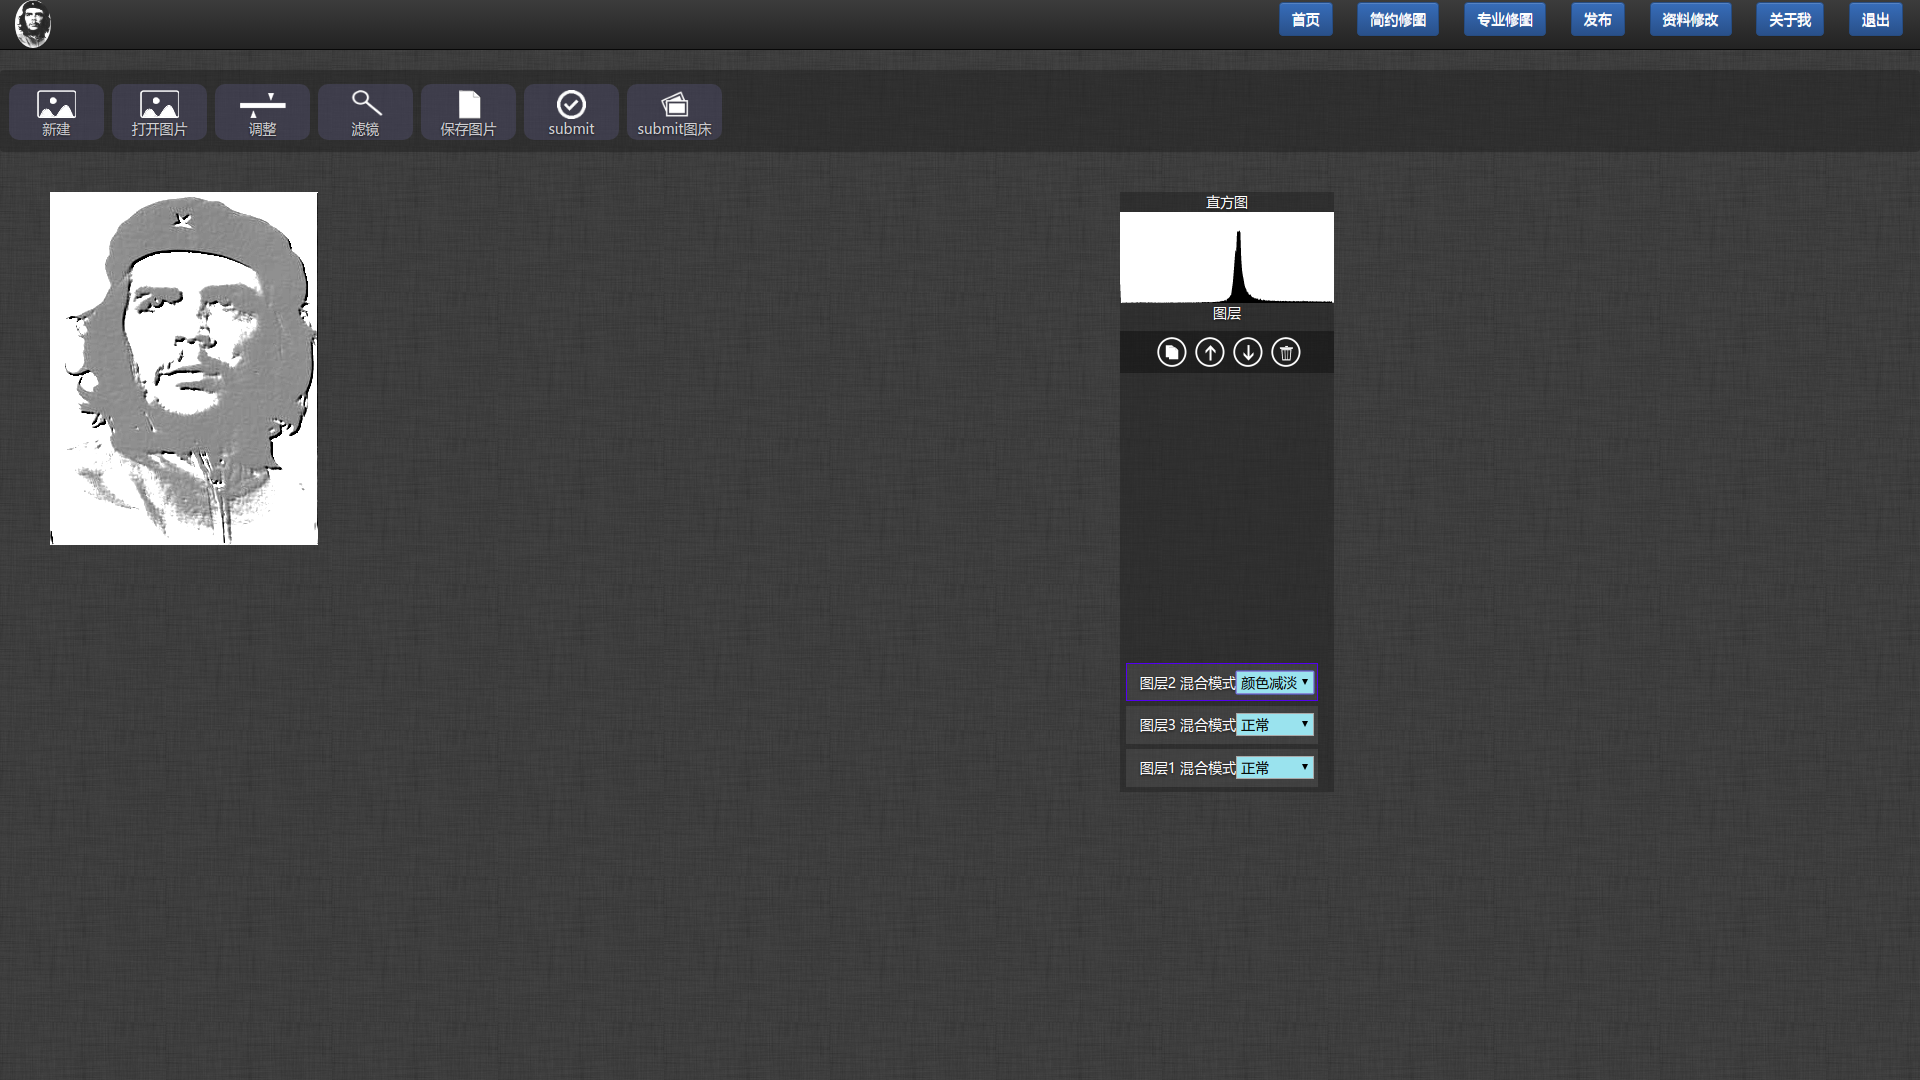 首页 简约修图 专业修图 发布 资料修改 关于我 退出
新建 打开图片 调整 滤镜 保存图片 submit submit图床
直方图
图层
图层2 混合模式 颜色减淡
图层3 混合模式 正常
图层1 混合模式 正常